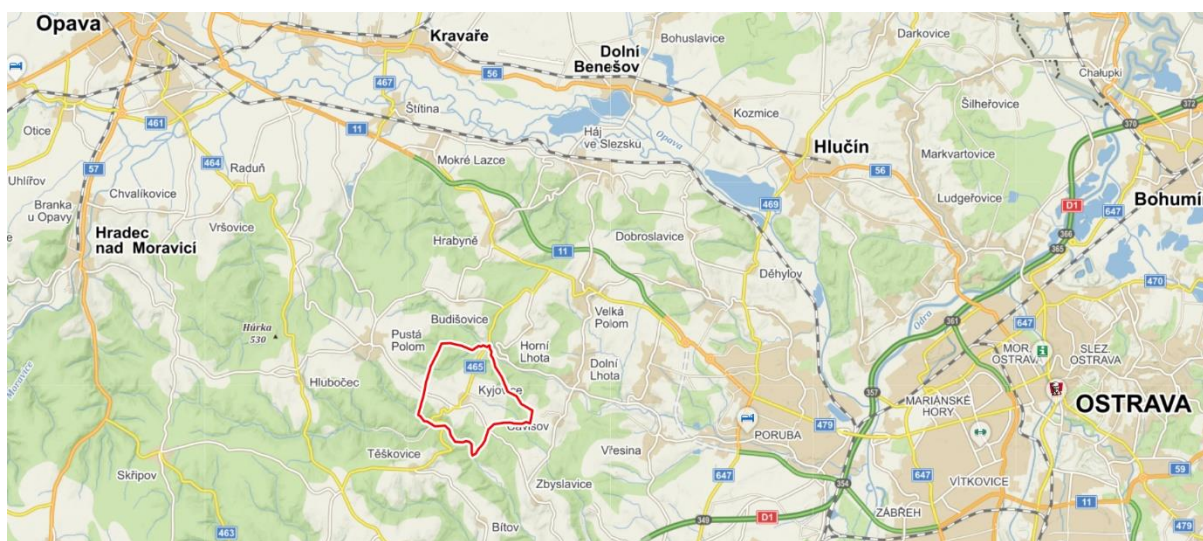 Opava
Kravaře
Bohuslavice
Darkovice
Dolní
Benešov
56
Chałupki
467
Štítina
Kozmice
Šilheřovice
372
370
Otice
461
11
Háj
ve Slezsku
Opava
Hlučín
464
Raduň
Mokré Lazce
Markvartovice
56
Uhlířov
57
Chvalíkovice
Ludgeřovice
D1
647
Bohumí
Branka
u Opavy
Vršovice
469
366
365
Hradec
nad Moravicí
Hrabyně
11
Dobroslavice
Děhylov
470
Odra
361
647
Budišovice
Velká
Polom
Húrka
530
Pustá
Polom
Horní
Lhota
MOR.
OSTRAVA
SLEZ.
OSTRAVA
Moravice
465
Dolní
Lhota
Hlubočec
Kyjovice
357
MARIÁNSKÉ
HORY
OSTRAVA
Čavisov
479
PORUBA
Těškovice
Vřesina
Skřipov
647
647
59
Zbyslavice
354
VÍTKOVICE
11
463
Bítov
349
D1
ZÁBŘEH
479